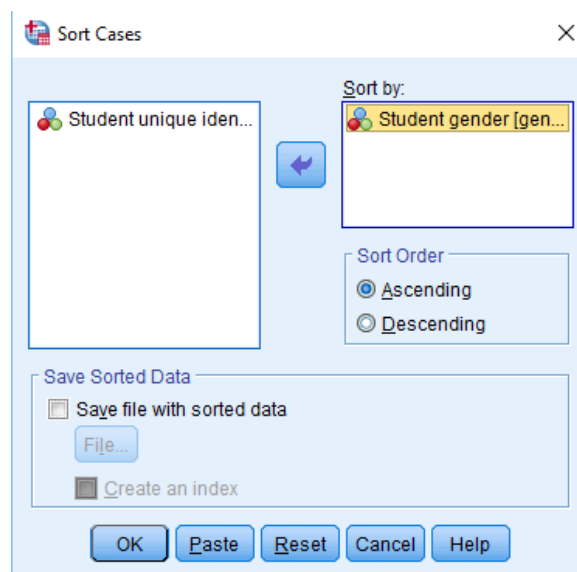 Sort Cases
Sort by:
Student unique iden...
Student gender [gen...
Sort Order
Ascending
Descending
Save Sorted Data
Save file with sorted data
File...
Create an index
OK Paste Reset Cancel Help